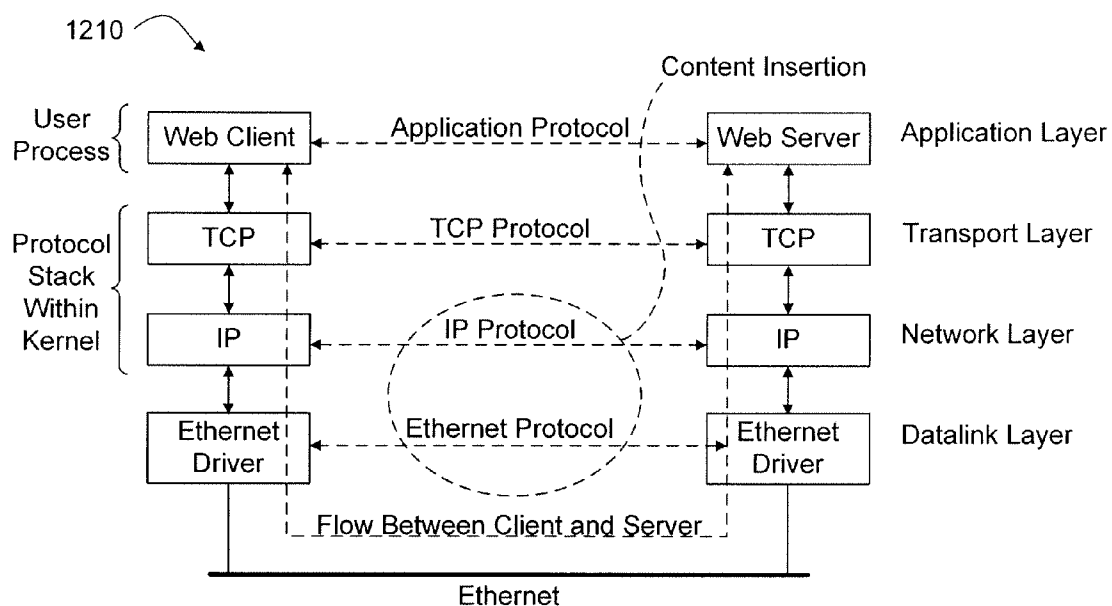 1210
Content Insertion
User
Process
Web Client
Application Protocol
Web Server
Application Layer
Protocol
Stack
Within
Kernel
TCP
TCP Protocol
TCP
Transport Layer
IP
IP Protocol
IP
Network Layer
Ethernet
Driver
Ethernet Protocol
Ethernet
Driver
Datalink Layer
Flow Between Client and Server
Ethernet